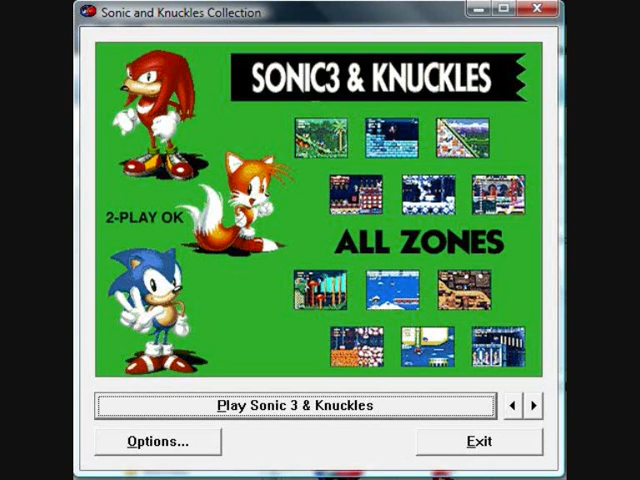 Sonic and Knuckles Collection
SONIC3 & KNUCKLES
2-PLAY OK
ALL ZONES
Play Sonic 3 & Knuckles
Options...
Exit